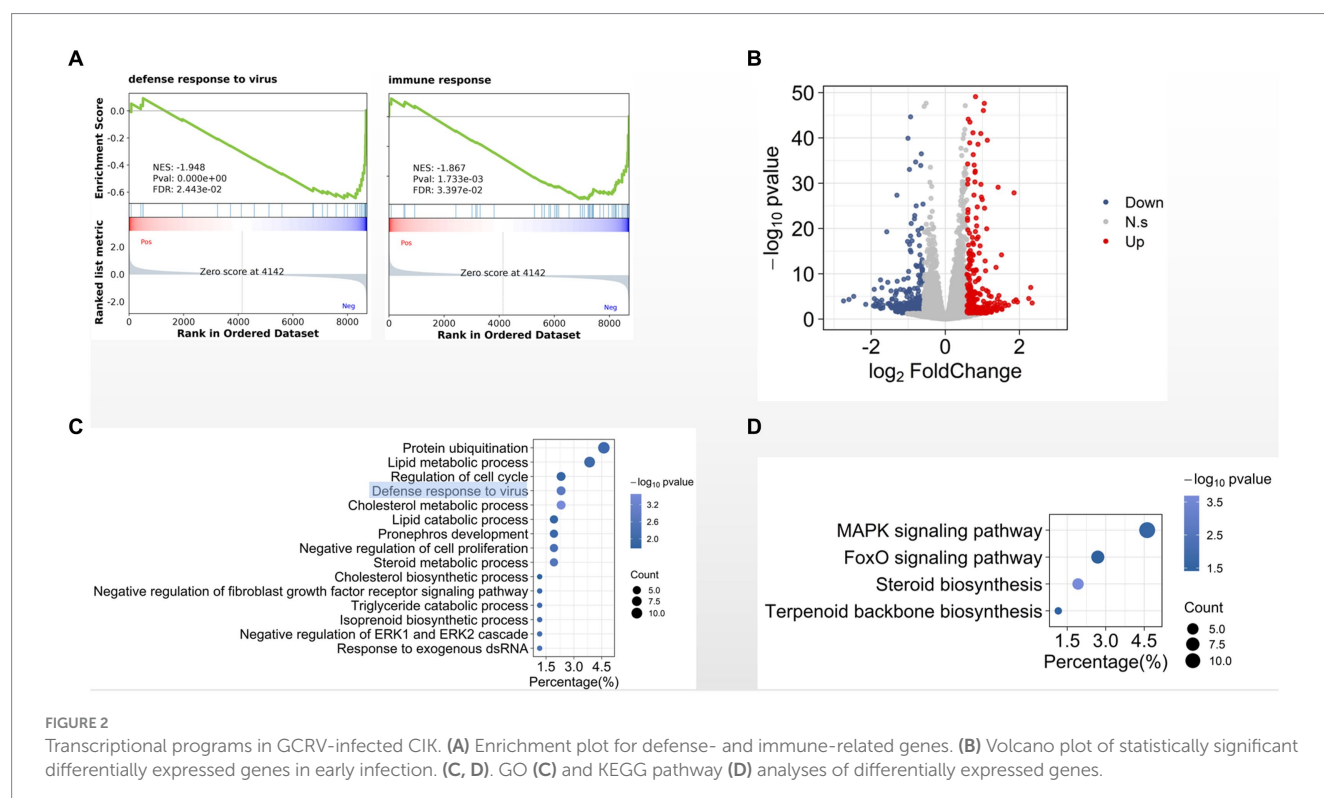 A
defense response to virus
immune response
Enrichment Score
0.0
-0.2
-0.4
-0.6
NES: -1.948
Pval: 0.000e+00
FDR: 2.443e-02
NES: -1.867
Pval: 1.733e-03
FDR: 3.397e-02
Ranked list metric
2.0
0.0
-2.0
Pos
Zero score at 4142
Neg
Pos
Zero score at 4142
Neg
0 2000 4000 6000 8000
0 2000 4000 6000 8000
Rank in Ordered Dataset
Rank in Ordered Dataset
B
50
40
30
20
10
0
−log10 pvalue
-2 0 2
log2 FoldChange
Down
N.s
Up
C
Protein ubiquitination
Lipid metabolic process
Regulation of cell cycle
Defense response to virus
Cholesterol metabolic process
Lipid catabolic process
Pronephros development
Negative regulation of cell proliferation
Steroid metabolic process
Cholesterol biosynthetic process
Negative regulation of fibroblast growth factor receptor signaling pathway
Triglyceride catabolic process
Isoprenoid biosynthetic process
Negative regulation of ERK1 and ERK2 cascade
Response to exogenous dsRNA
1.5 3.0 4.5
Percentage(%)
−log10 pvalue
3.2
2.6
2.0
Count
5.0
7.5
10.0
D
MAPK signaling pathway
FoxO signaling pathway
Steroid biosynthesis
Terpenoid backbone biosynthesis
1.5 3.0 4.5
Percentage(%)
−log10 pvalue
3.5
2.5
1.5
Count
5.0
7.5
10.0
FIGURE 2
Transcriptional programs in GCRV-infected CIK. (A) Enrichment plot for defense- and immune-related genes. (B) Volcano plot of statistically significant
differentially expressed genes in early infection. (C, D). GO (C) and KEGG pathway (D) analyses of differentially expressed genes.